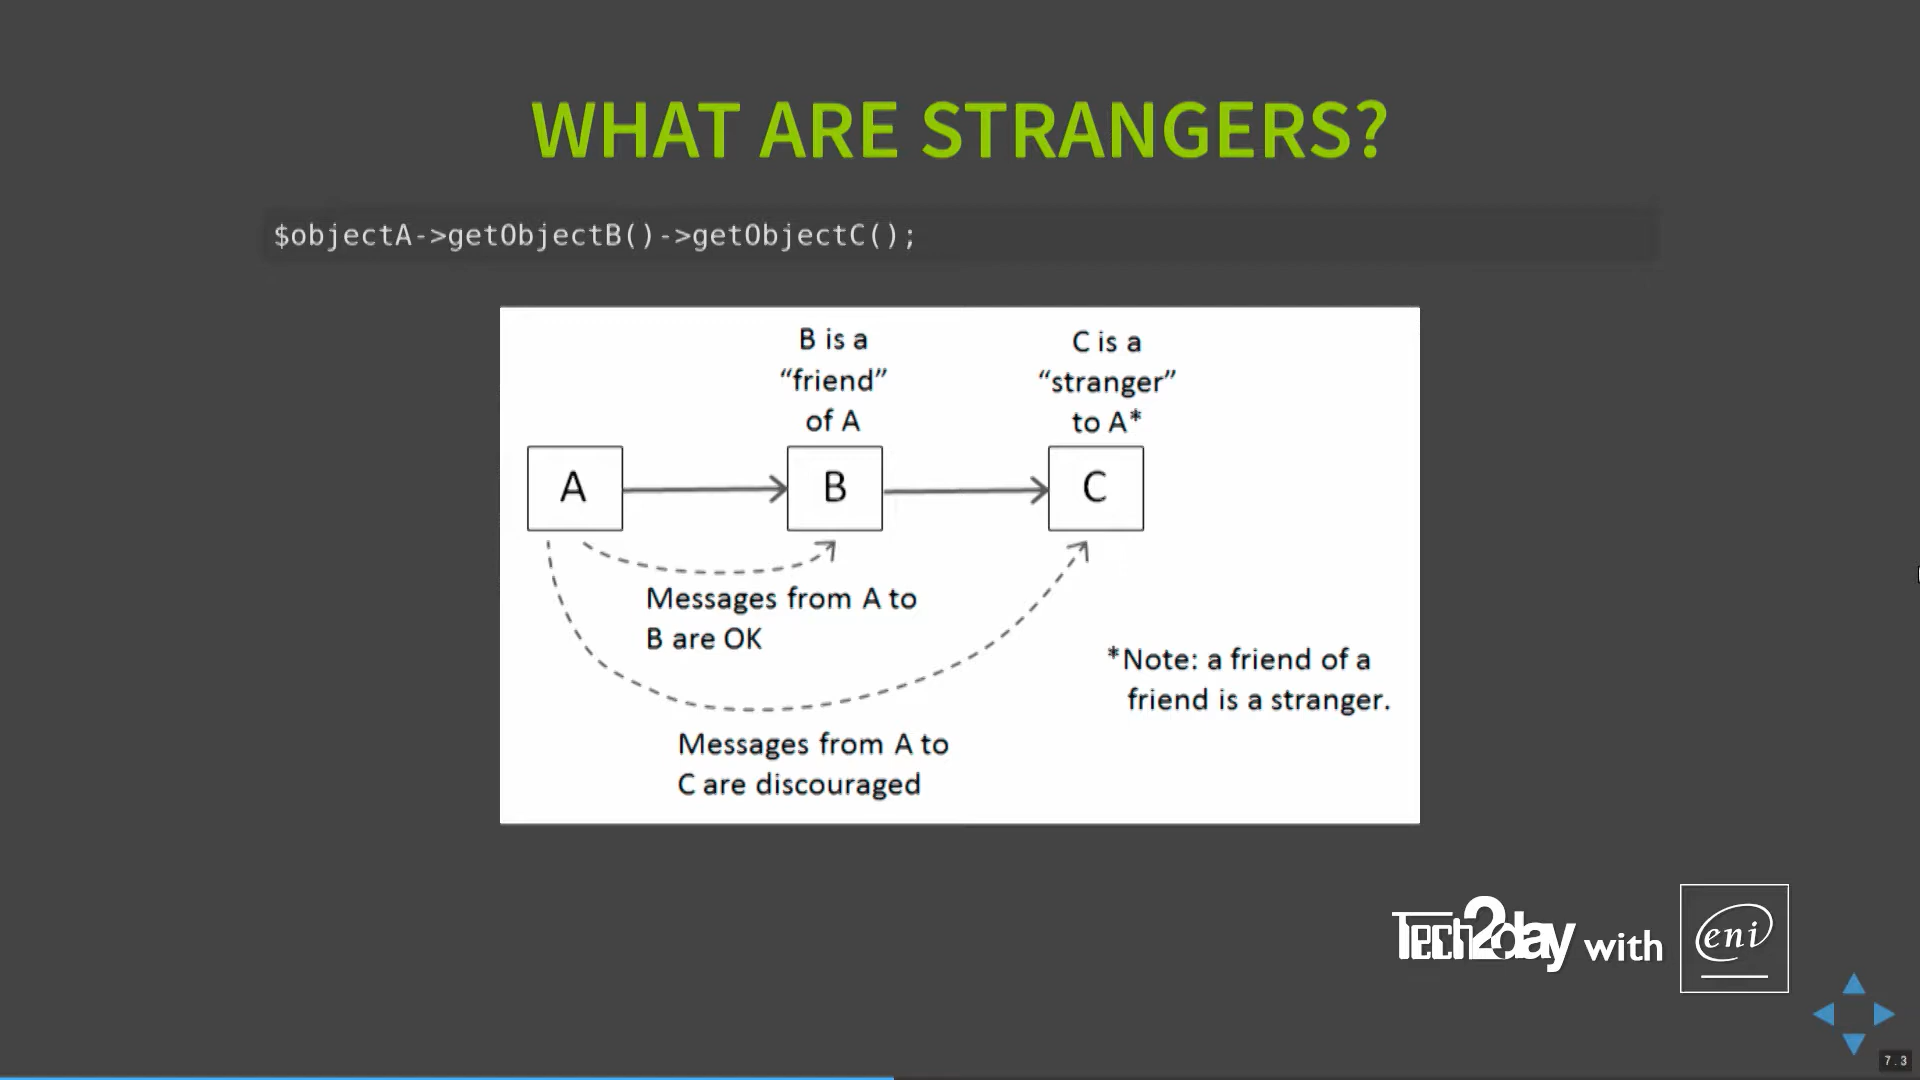 WHAT ARE STRANGERS?
$objectA->getObjectB()->getObjectC();
B is a
“friend”
of A
C is a
“stranger”
to A*
A
B
C
Messages from A to
B are OK
*Note: a friend of a
friend is a stranger.
Messages from A to
C are discouraged
Tech2day with
eni
7.3